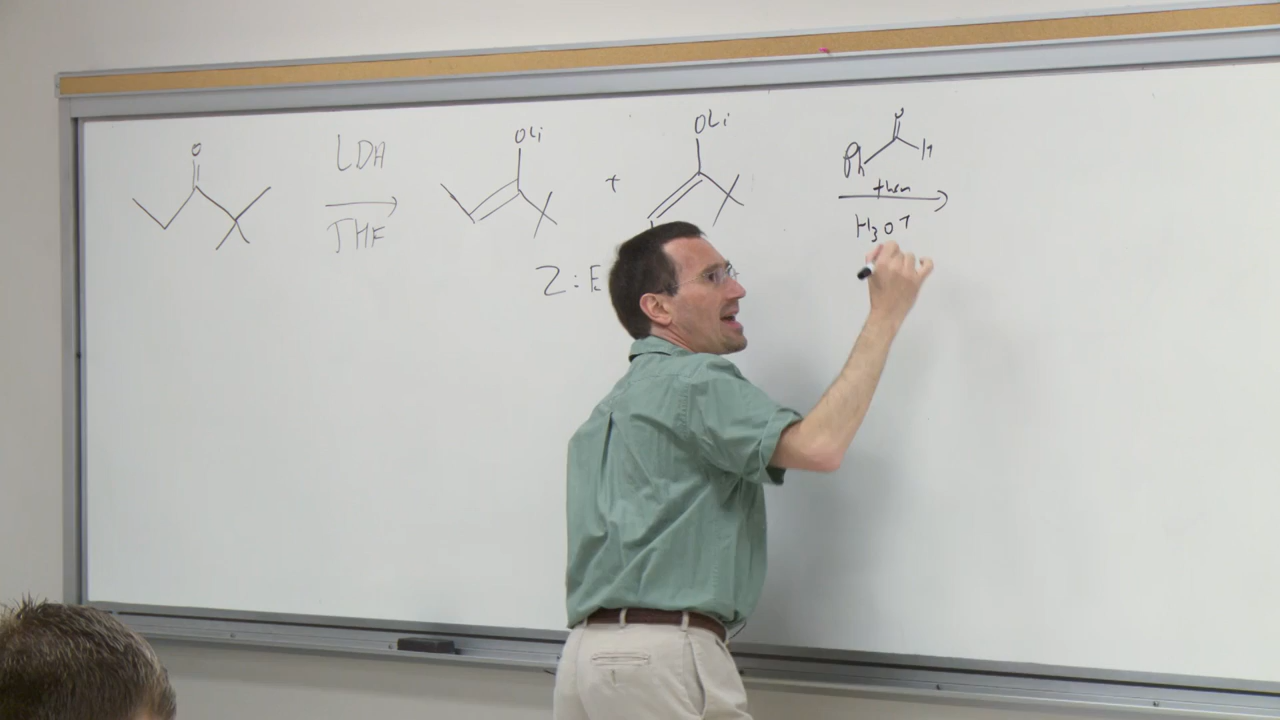 O
LDA
THF
OLi
+
OLi
O
Ph
H
then
H3O+
Z:E